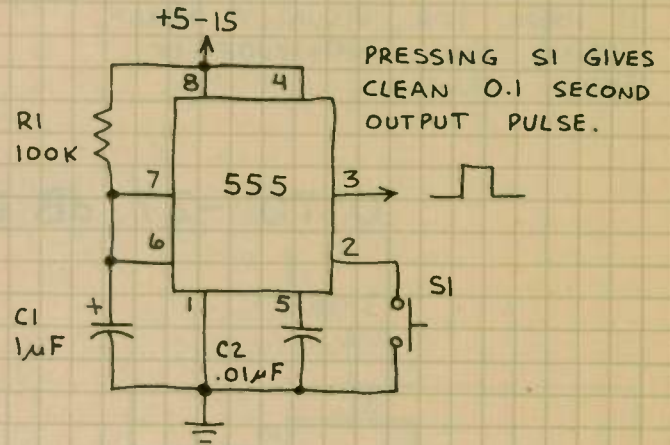 +5-15
PRESSING S1 GIVES
CLEAN 0.1 SECOND
OUTPUT PULSE.
8 4
R1
100K
7 555 3
6 2
S1
1 5
C1 +
1µF
C2
.01µF